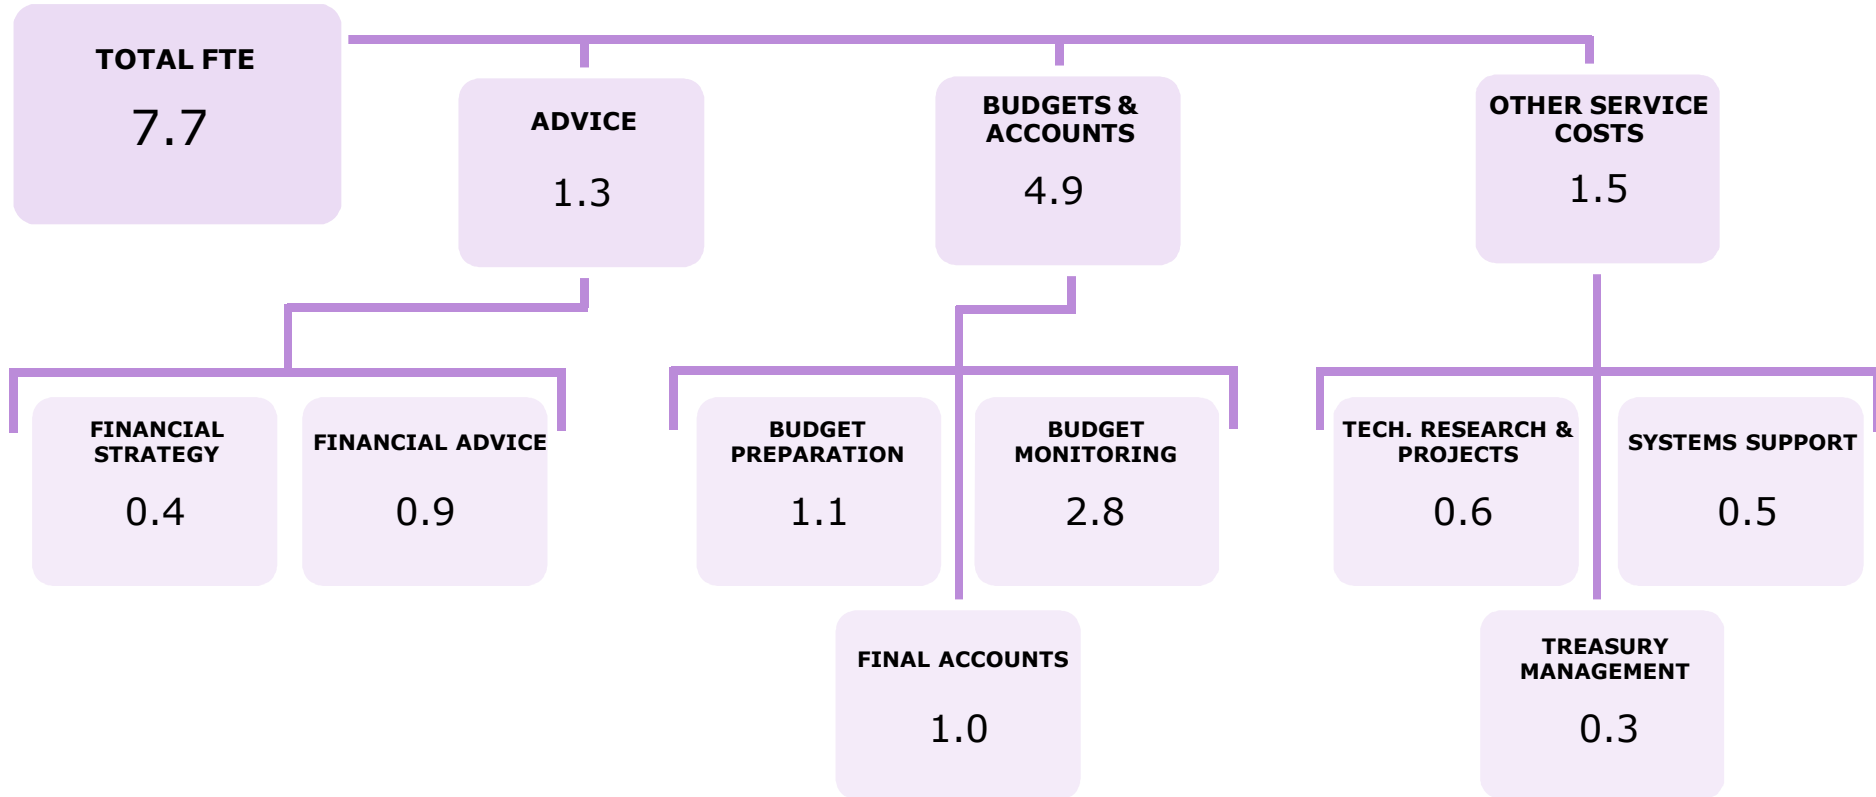 TOTAL FTE
7.7
ADVICE
1.3
BUDGETS &
ACCOUNTS
4.9
OTHER SERVICE
COSTS
1.5
FINANCIAL
STRATEGY
0.4
FINANCIAL ADVICE
0.9
BUDGET
PREPARATION
1.1
BUDGET
MONITORING
2.8
FINAL ACCOUNTS
1.0
TECH. RESEARCH &
PROJECTS
0.6
SYSTEMS SUPPORT
0.5
TREASURY
MANAGEMENT
0.3